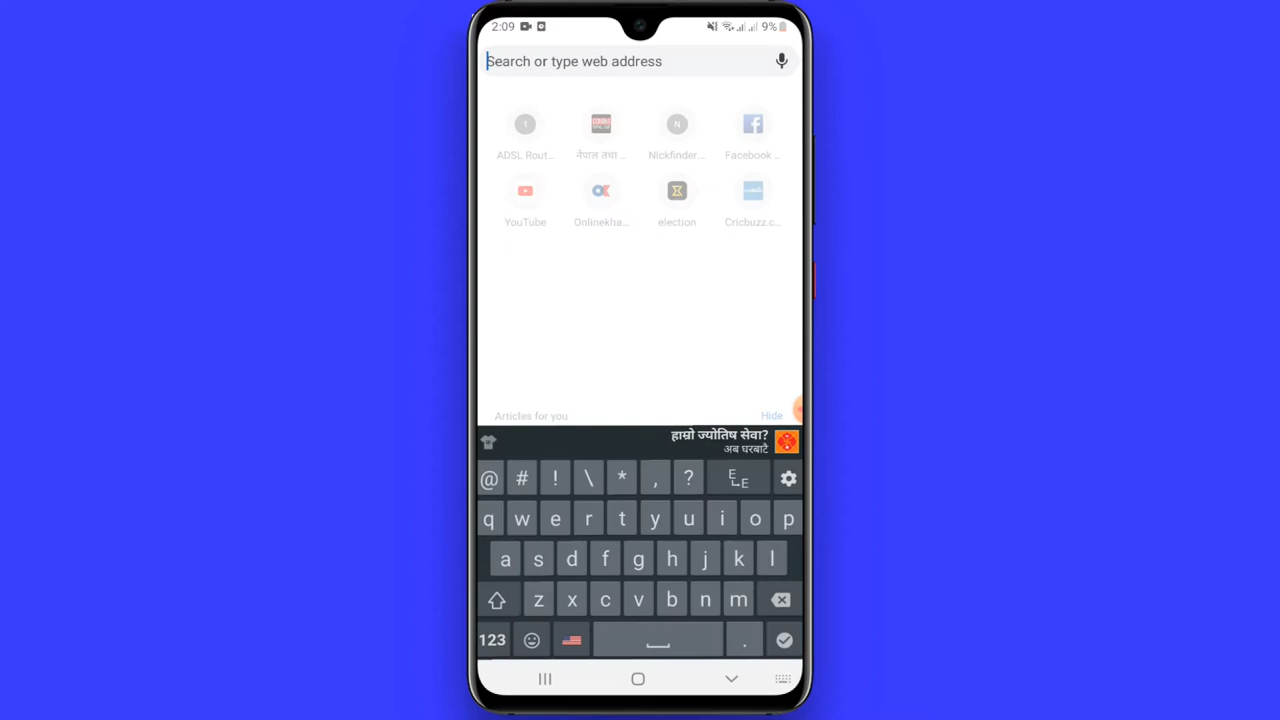 2:09 9%
Search or type web address
1 N
ADSL Rout... नेपाल तथा ... Nickfinder.... Facebook ..
YouTube Onlinekha... election Cricbuzz.c...
Articles for you Hide
हाम्रो ज्योतिष सेवा?
अब घरबाटै
@ # ! \ * , ? E E
q w e r t y u i o p
a s d f g h j k l
z x c v b n m
123 .